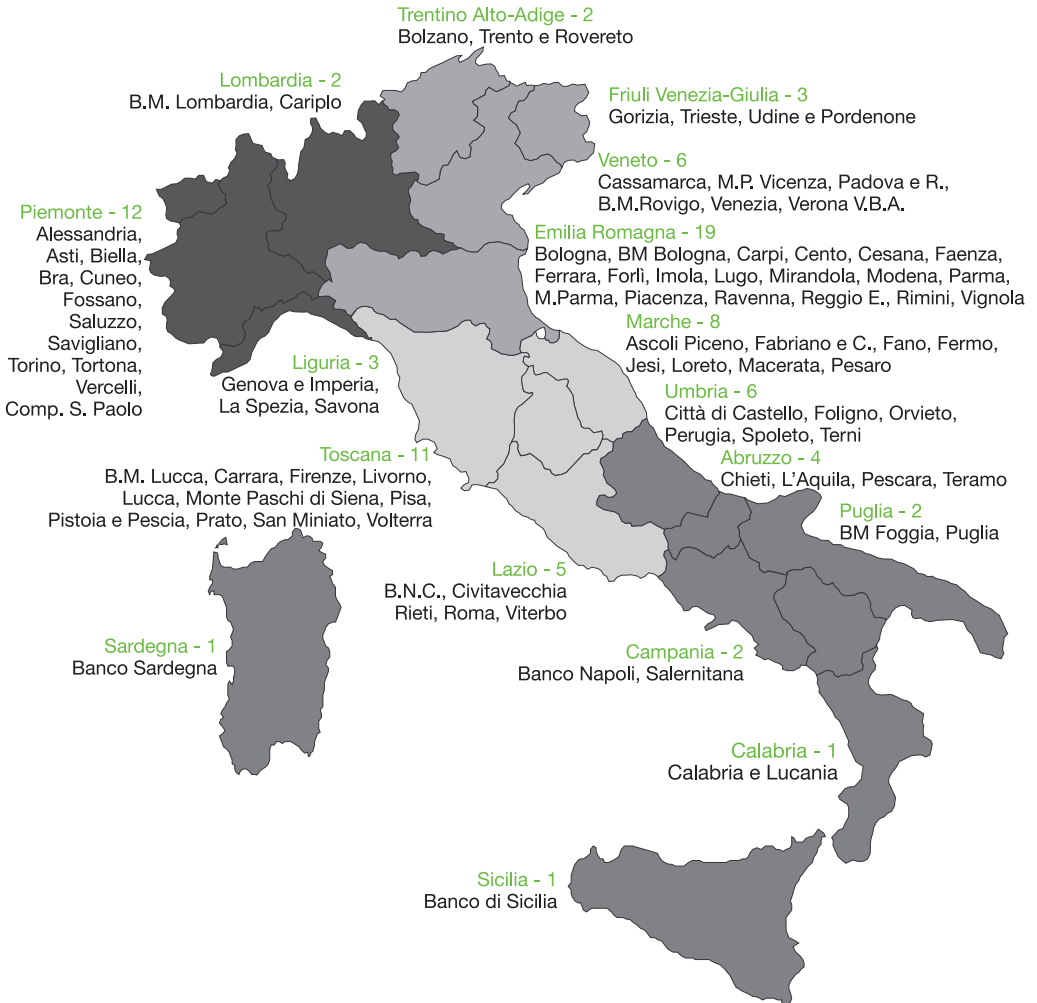 Trentino Alto-Adige - 2
Bolzano, Trento e Rovereto
Lombardia - 2
B.M. Lombardia, Cariplo
Friuli Venezia-Giulia - 3
Gorizia, Trieste, Udine e Pordenone
Veneto - 6
Cassamarca, M.P. Vicenza, Padova e R.,
B.M.Rovigo, Venezia, Verona V.B.A.
Piemonte - 12
Alessandria,
Asti, Biella,
Bra, Cuneo,
Fossano,
Saluzzo,
Savigliano,
Torino, Tortona,
Vercelli,
Comp. S. Paolo
Emilia Romagna - 19
Bologna, BM Bologna, Carpi, Cento, Cesana, Faenza,
Ferrara, Forlì, Imola, Lugo, Mirandola, Modena, Parma,
M.Parma, Piacenza, Ravenna, Reggio E., Rimini, Vignola
Marche - 8
Ascoli Piceno, Fabriano e C., Fano, Fermo,
Jesi, Loreto, Macerata, Pesaro
Liguria - 3
Genova e Imperia,
La Spezia, Savona
Umbria - 6
Città di Castello, Foligno, Orvieto,
Perugia, Spoleto, Terni
Toscana - 11
B.M. Lucca, Carrara, Firenze, Livorno,
Lucca, Monte Paschi di Siena, Pisa,
Pistoia e Pescia, Prato, San Miniato, Volterra
Abruzzo - 4
Chieti, L'Aquila, Pescara, Teramo
Puglia - 2
BM Foggia, Puglia
Lazio - 5
B.N.C., Civitavecchia
Rieti, Roma, Viterbo
Sardegna - 1
Banco Sardegna
Campania - 2
Banco Napoli, Salernitana
Calabria - 1
Calabria e Lucania
Sicilia - 1
Banco di Sicilia